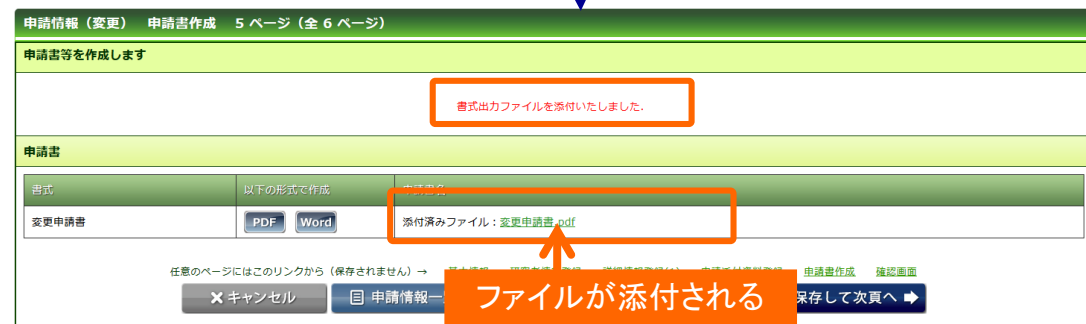 申請情報（変更） 申請書作成 5 ページ（全 6 ページ）
申請書等を作成します
書式出力ファイルを添付いたしました.
申請書
書式 以下の形式で作成 申請書名
変更申請書 PDF Word 添付済みファイル：変更申請書.pdf
任意のページにはこのリンクから（保存されません）→ 申請書作成 確認画面
キャンセル 申請情報一 ファイルが添付される 保存して次頁へ